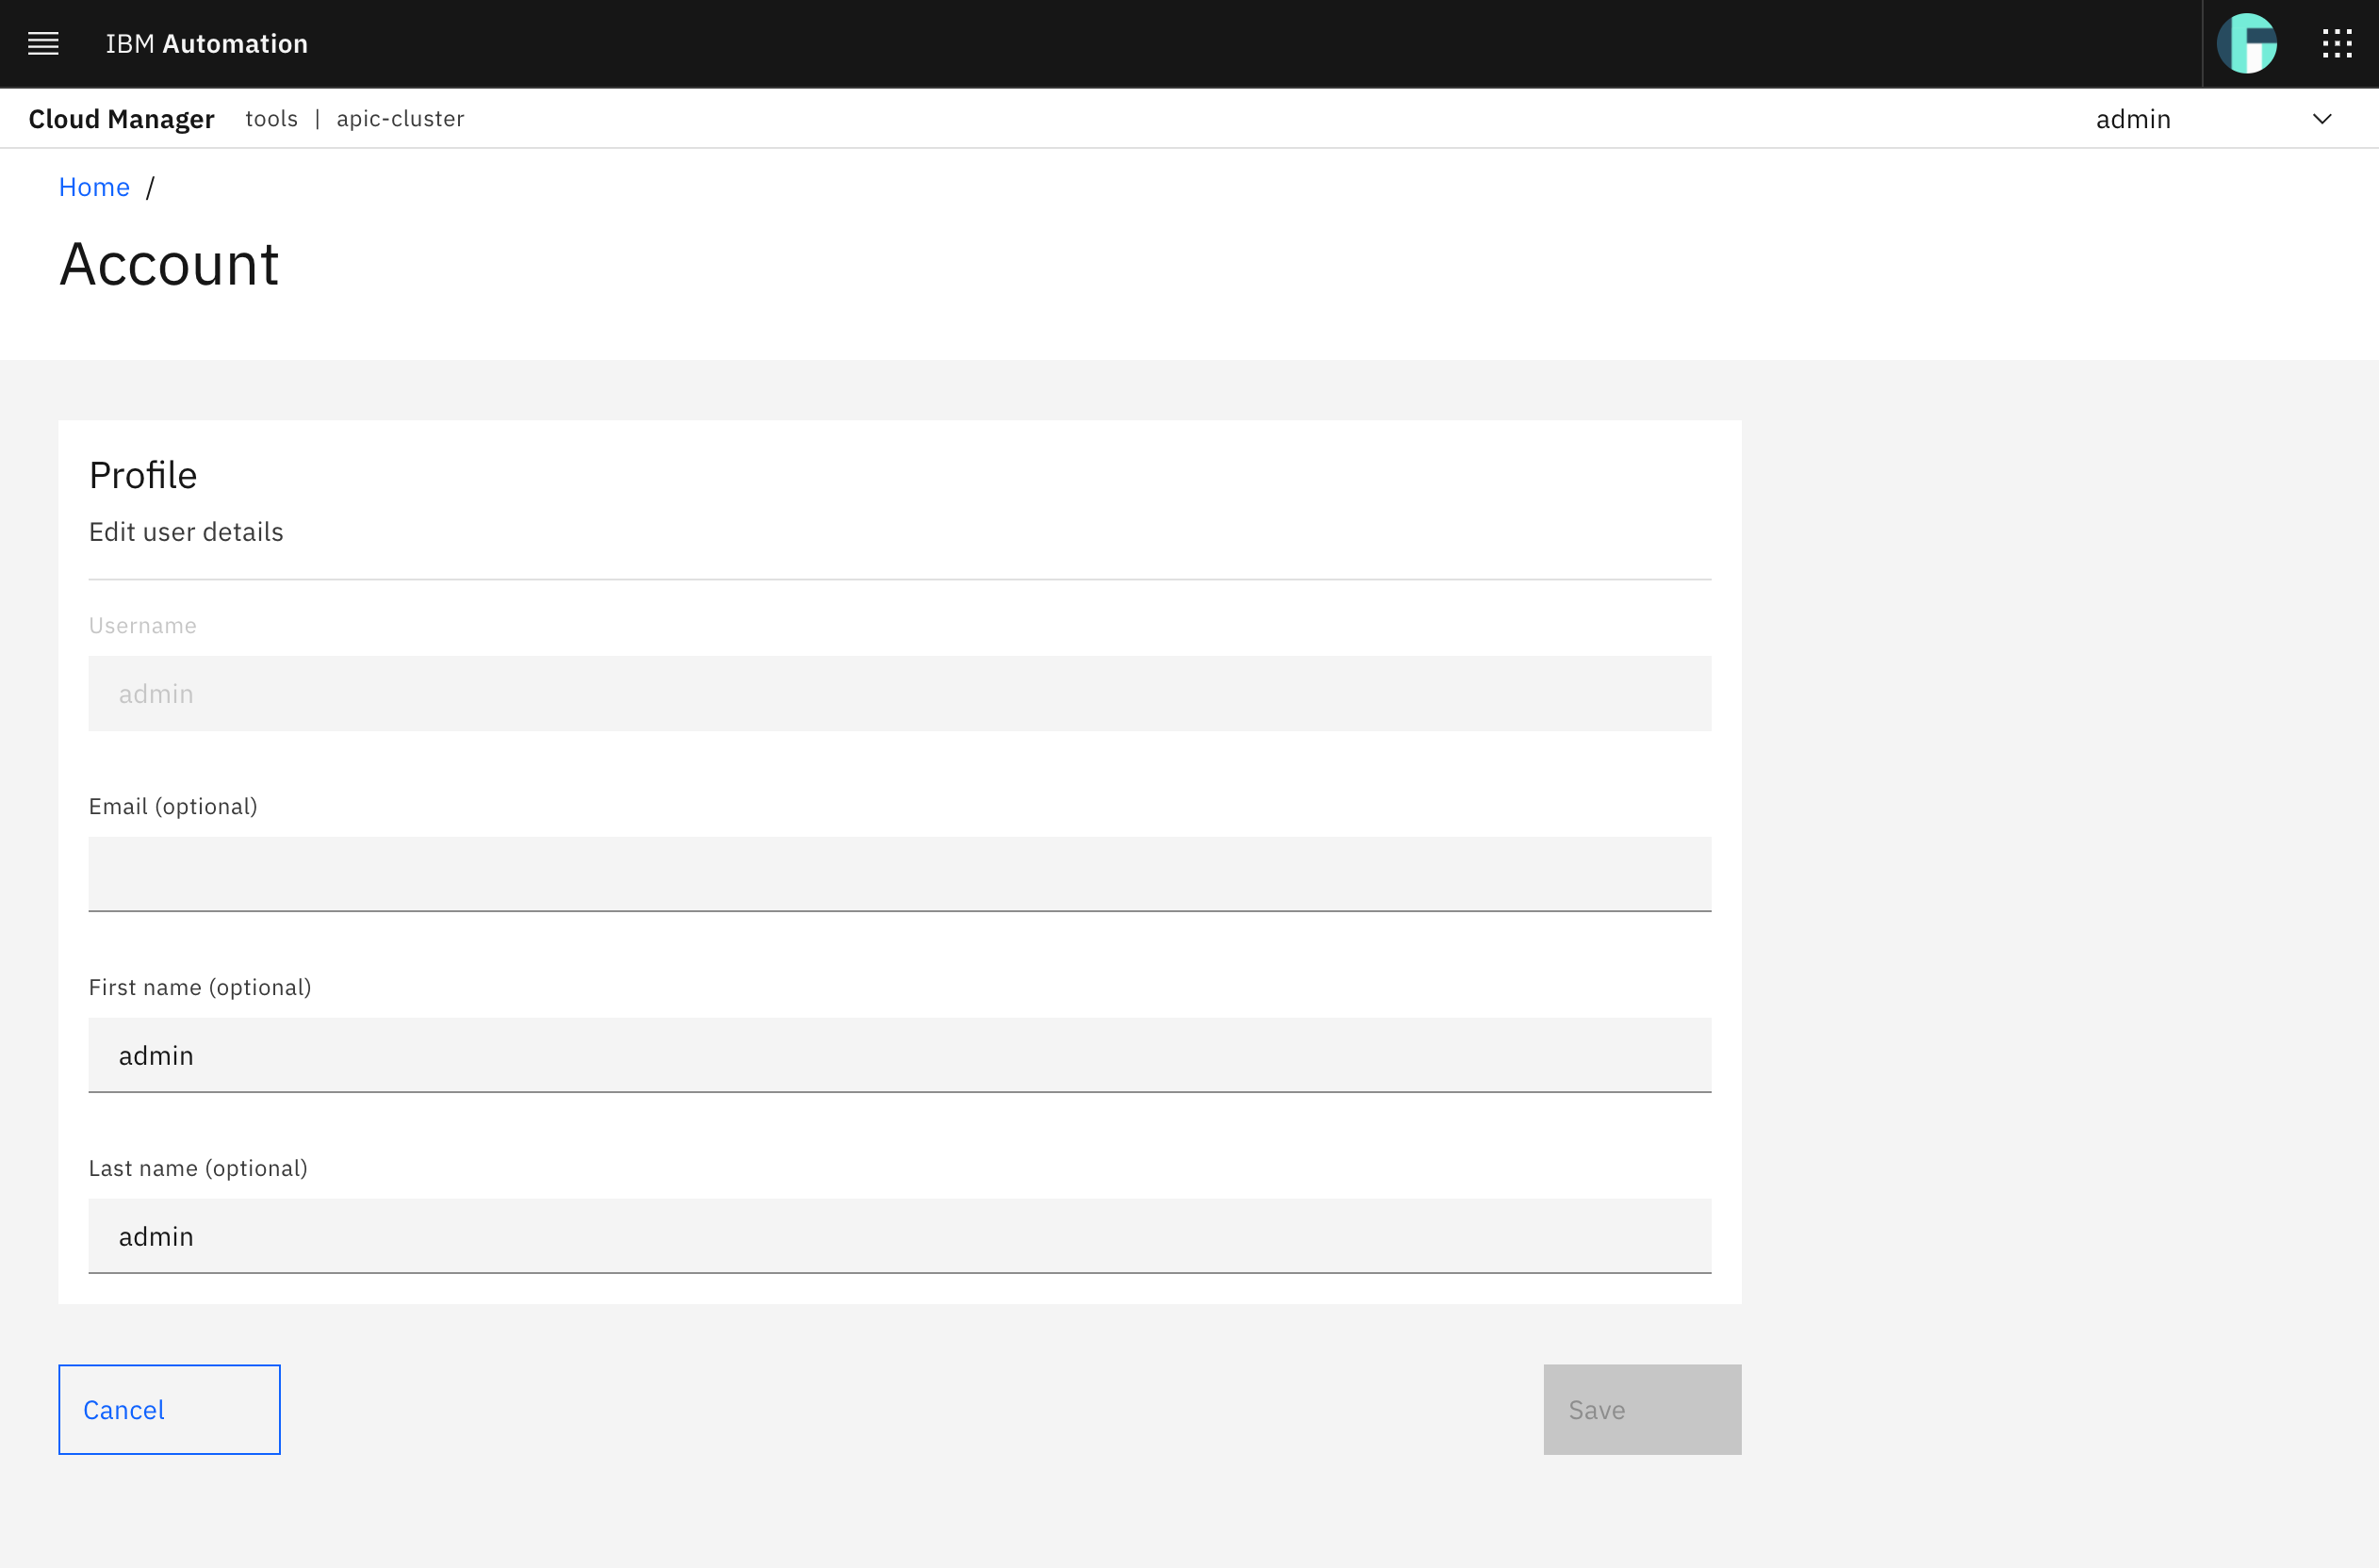 IBM Automation
Cloud Manager tools | apic-cluster admin
Home /
Account
Profile
Edit user details
Username
admin
Email (optional)
First name (optional)
admin
Last name (optional)
admin
Cancel Save